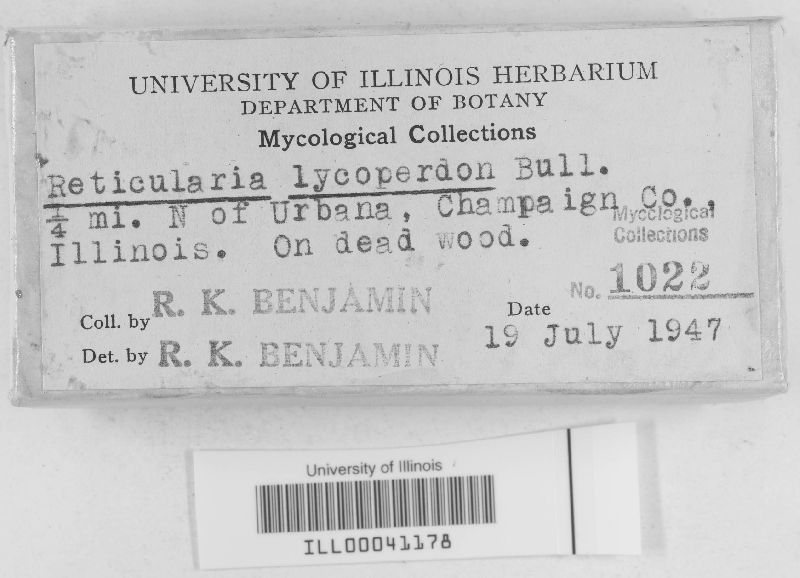 UNIVERSITY OF ILLINOIS HERBARIUM
DEPARTMENT OF BOTANY
Mycological Collections
Reticularia lycoperdon Bull.
¼ mi. N of Urbana, Champaign Co.,
Illinois. On dead wood.
Mycological
Collections
No. 1022
Coll. by R. K. BENJAMIN
Date
19 July 1947
Det. by R. K. BENJAMIN
University of Illinois
ILL00041178